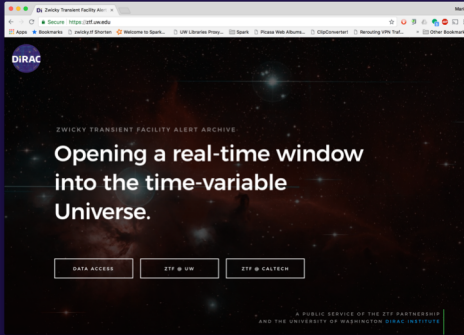 Di Zwicky Transient Facility Aler
Secure https://ztf.uw.edu
Apps Bookmarks zwicky.tf Shorten Welcome to Spark... UW Libraries Proxy... Spark Picasa Web Albums... ClipConverter! Rerouting VPN Traf... Other Bookmark
DiRAC
ZWICKY TRANSIENT FACILITY ALERT ARCHIVE
Opening a real-time window
into the time-variable
Universe.
DATA ACCESS ZTF @ UW ZTF @ CALTECH
A PUBLIC SERVICE OF THE ZTF PARTNERSHIP
AND THE UNIVERSITY OF WASHINGTON DIRAC INSTITUTE